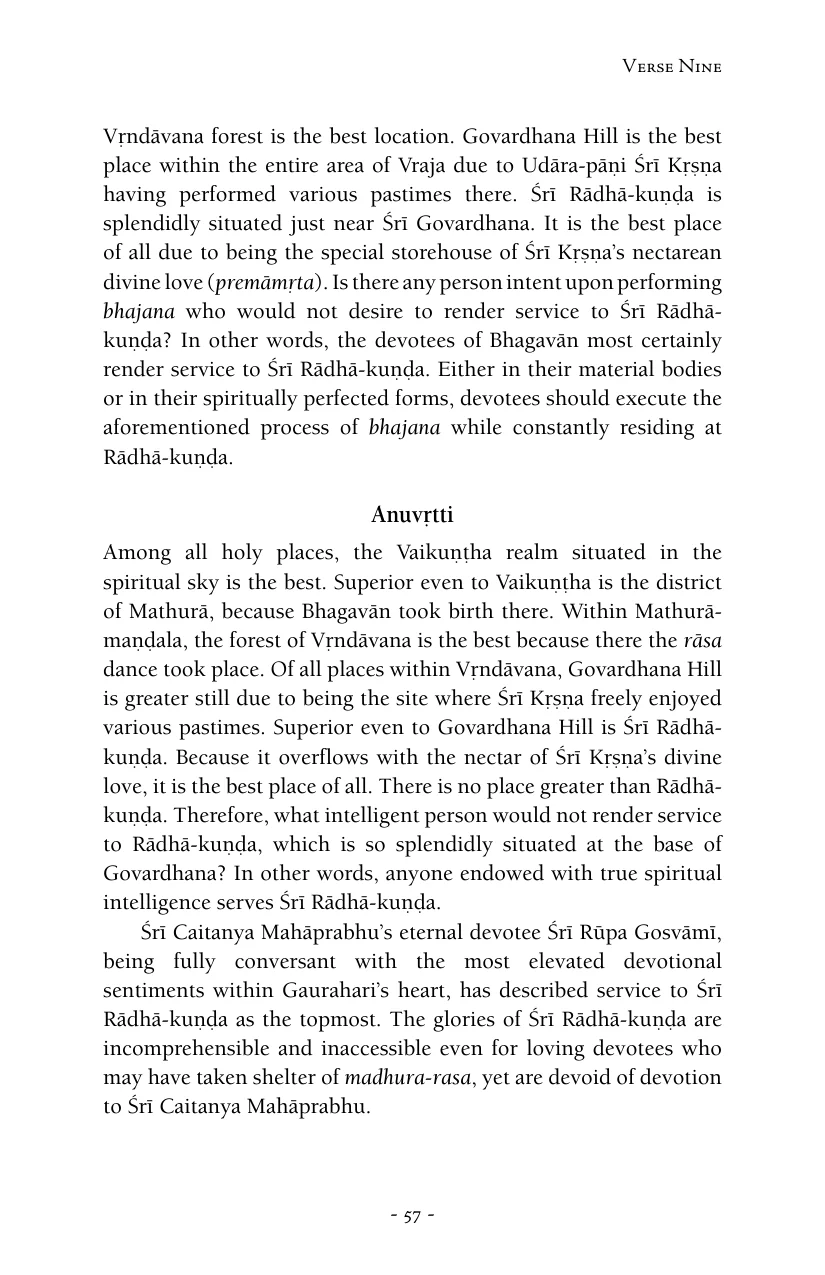 Verse Nine
Vṛndāvana forest is the best location. Govardhana Hill is the best
place within the entire area of Vraja due to Udāra-pāṇi Śrī Kṛṣṇa
having performed various pastimes there. Śrī Rādhā-kuṇḍa is
splendidly situated just near Śrī Govardhana. It is the best place
of all due to being the special storehouse of Śrī Kṛṣṇa’s nectarean
divine love (premāmṛta). Is there any person intent upon performing
bhajana who would not desire to render service to Śrī Rādhā-
kuṇḍa? In other words, the devotees of Bhagavān most certainly
render service to Śrī Rādhā-kuṇḍa. Either in their material bodies
or in their spiritually perfected forms, devotees should execute the
aforementioned process of bhajana while constantly residing at
Rādhā-kuṇḍa.
Anuvṛtti
Among all holy places, the Vaikuṇṭha realm situated in the
spiritual sky is the best. Superior even to Vaikuṇṭha is the district
of Mathurā, because Bhagavān took birth there. Within Mathurā-
maṇḍala, the forest of Vṛndāvana is the best because there the rāsa
dance took place. Of all places within Vṛndāvana, Govardhana Hill
is greater still due to being the site where Śrī Kṛṣṇa freely enjoyed
various pastimes. Superior even to Govardhana Hill is Śrī Rādhā-
kuṇḍa. Because it overflows with the nectar of Śrī Kṛṣṇa’s divine
love, it is the best place of all. There is no place greater than Rādhā-
kuṇḍa. Therefore, what intelligent person would not render service
to Rādhā-kuṇḍa, which is so splendidly situated at the base of
Govardhana? In other words, anyone endowed with true spiritual
intelligence serves Śrī Rādhā-kuṇḍa.
Śrī Caitanya Mahāprabhu’s eternal devotee Śrī Rūpa Gosvāmī,
being fully conversant with the most elevated devotional
sentiments within Gaurahari’s heart, has described service to Śrī
Rādhā-kuṇḍa as the topmost. The glories of Śrī Rādhā-kuṇḍa are
incomprehensible and inaccessible even for loving devotees who
may have taken shelter of madhura-rasa, yet are devoid of devotion
to Śrī Caitanya Mahāprabhu.
- 57 -